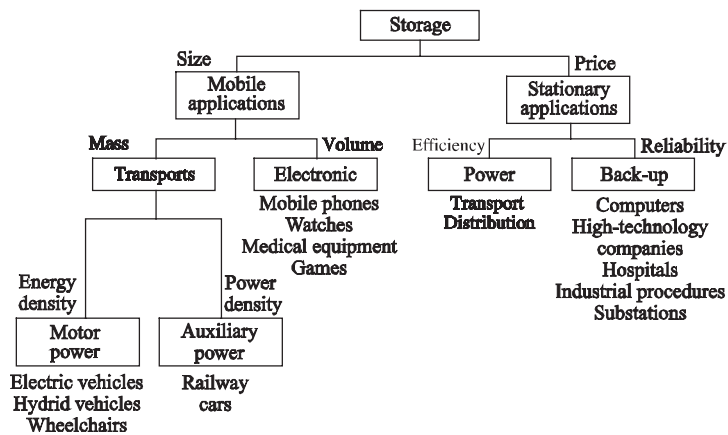 Storage
Size
Price
Mobile
applications
Stationary
applications
Mass
Volume
Efficiency
Reliability
Transports
Electronic
Power
Back-up
Mobile phones
Watches
Medical equipment
Games
Transport
Distribution
Computers
High-technology
companies
Hospitals
Industrial procedures
Substations
Energy
density
Power
density
Motor
power
Auxiliary
power
Electric vehicles
Hydrid vehicles
Wheelchairs
Railway
cars